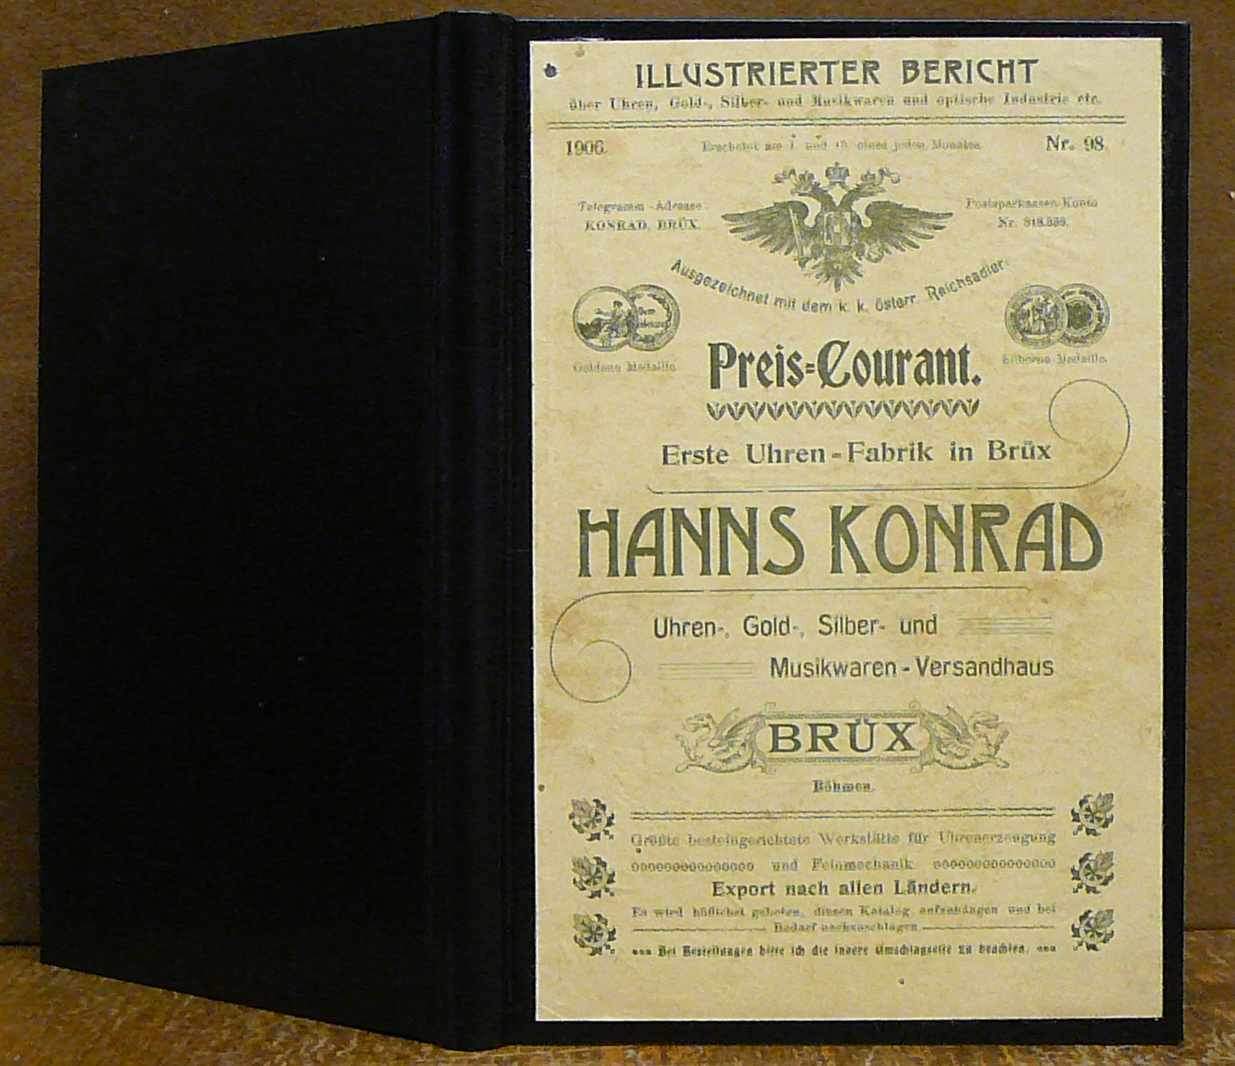 ILLUSTRIERTER BERICHT
über Uhren, Gold-, Silber- und Musikwaren und optische Industrie etc.
1906. Erscheint am 1. und 15. eines jeden Monates. Nr. 98.
Telegramm-Adresse
KONRAD, BRÜX.
Postsparkassen-Konto
Nr.
Ausgezeichnet mit dem k. k. österr. Reichsadler.
Goldene Medaille.
Silberne Medaille.
Preis=Courant.
Erste Uhren-Fabrik in Brüx
HANNS KONRAD
Uhren-, Gold-, Silber- und
Musikwaren-Versandhaus
BRÜX
Böhmen.
Größte besteingerichtete Werkstätte für Uhrenerzeugung
und Feinmechanik
Export nach allen Ländern.
Es wird höflichst gebeten, diesen Katalog aufzuhängen und bei
Bedarf nachzuschlagen
Bei Bestellungen bitte ich die innere Umschlagseite zu beachten.